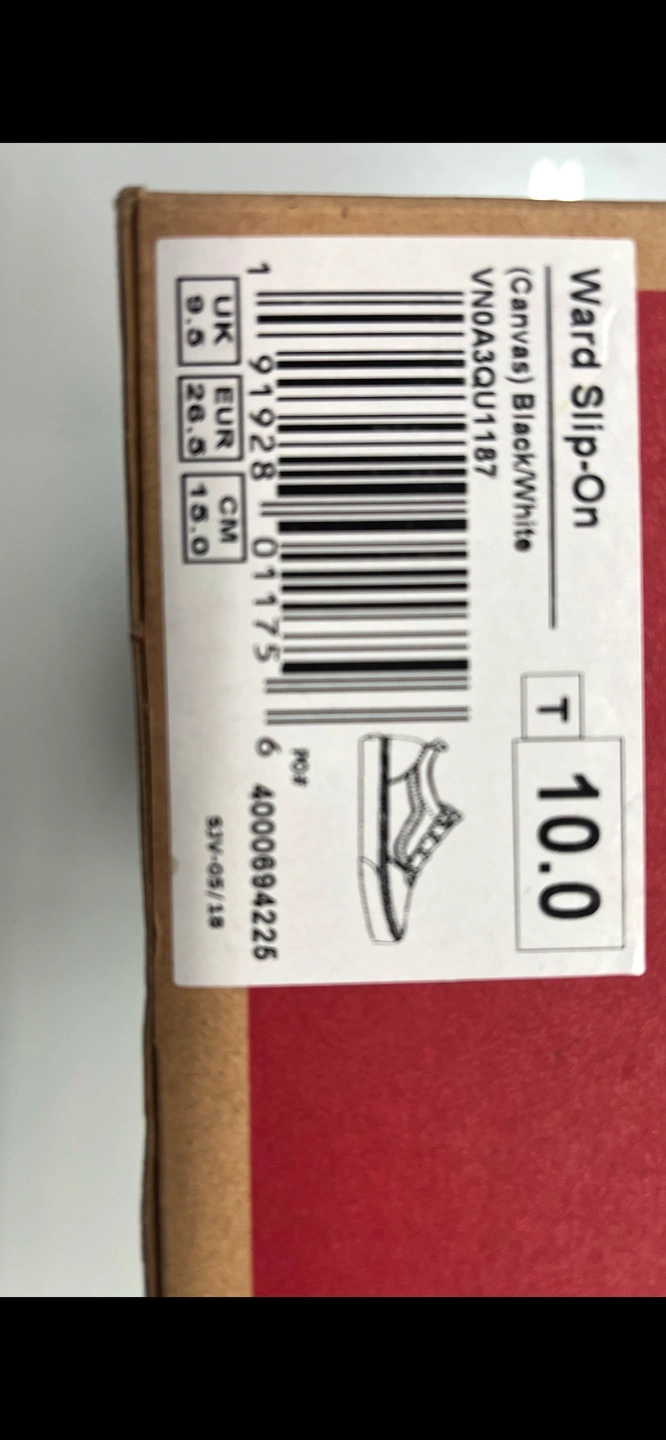 Ward Slip-On
(Canvas) Black/White
VN0A3QU1187
T
10.0
1 91928 01175 6
PO#
4000694225
UK EUR CM
9.5 26.5 15.0
SJV-05/18